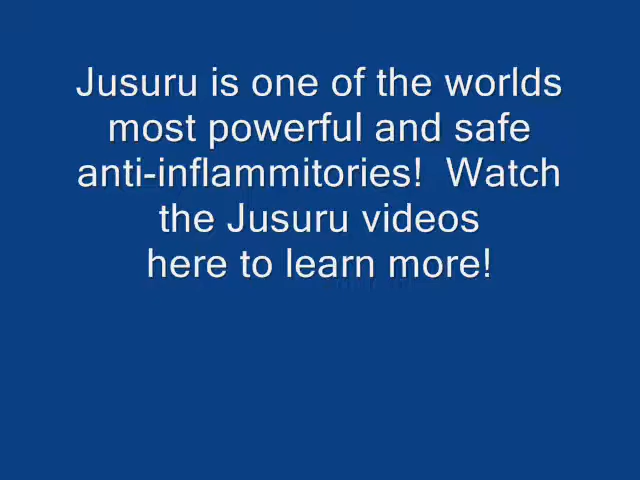 Jusuru is one of the worlds
most powerful and safe
anti-inflammitories!  Watch
the Jusuru videos
here to learn more!